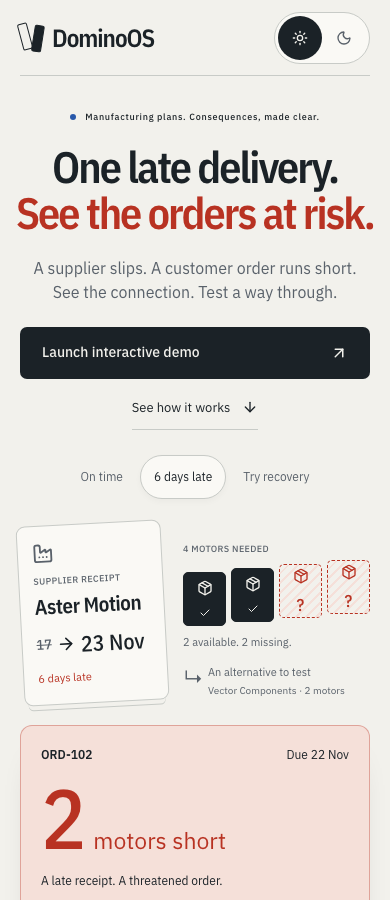 DominoOS
Manufacturing plans. Consequences, made clear.
One late delivery.
See the orders at risk.
A supplier slips. A customer order runs short.
See the connection. Test a way through.
Launch interactive demo
See how it works
On time
6 days late
Try recovery
SUPPLIER RECEIPT
Aster Motion
17 → 23 Nov
6 days late
4 MOTORS NEEDED
? ?
2 available. 2 missing.
An alternative to test
Vector Components · 2 motors
ORD-102
Due 22 Nov
2 motors short
A late receipt. A threatened order.